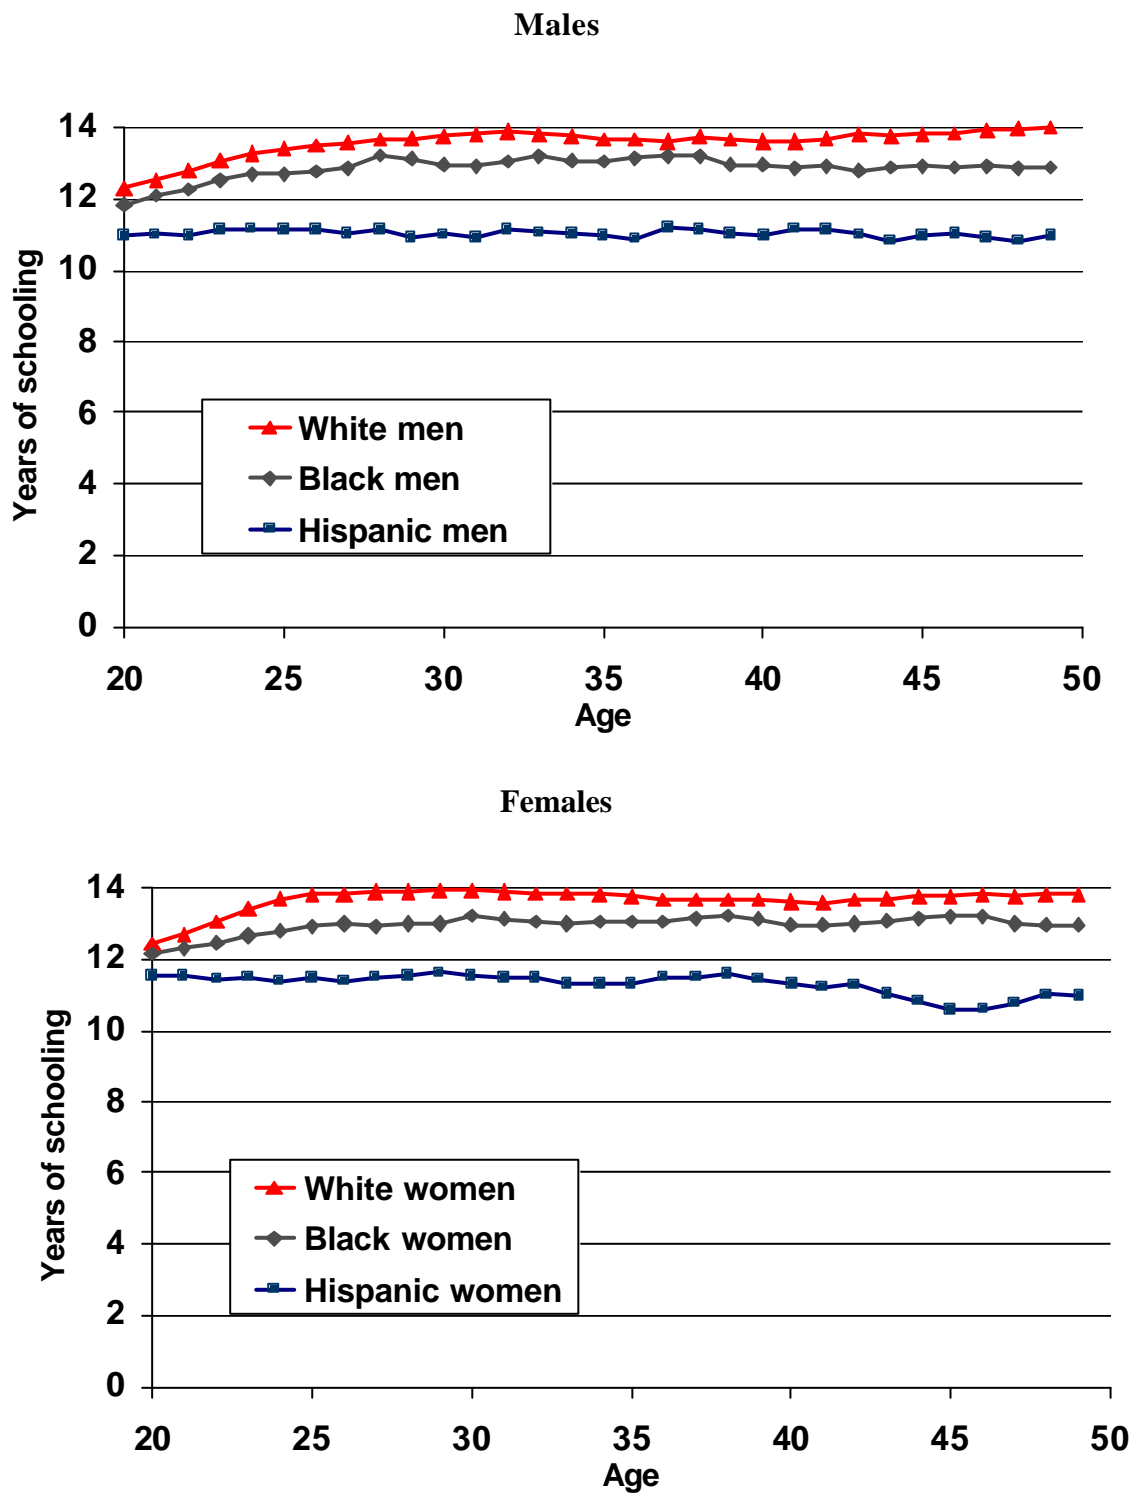 Males
14
12
10
8
6
4
2
0
Years of schooling
White men
Black men
Hispanic men
20 25 30 35 40 45 50
Age
Females
14
12
10
8
6
4
2
0
Years of schooling
White women
Black women
Hispanic women
20 25 30 35 40 45 50
Age